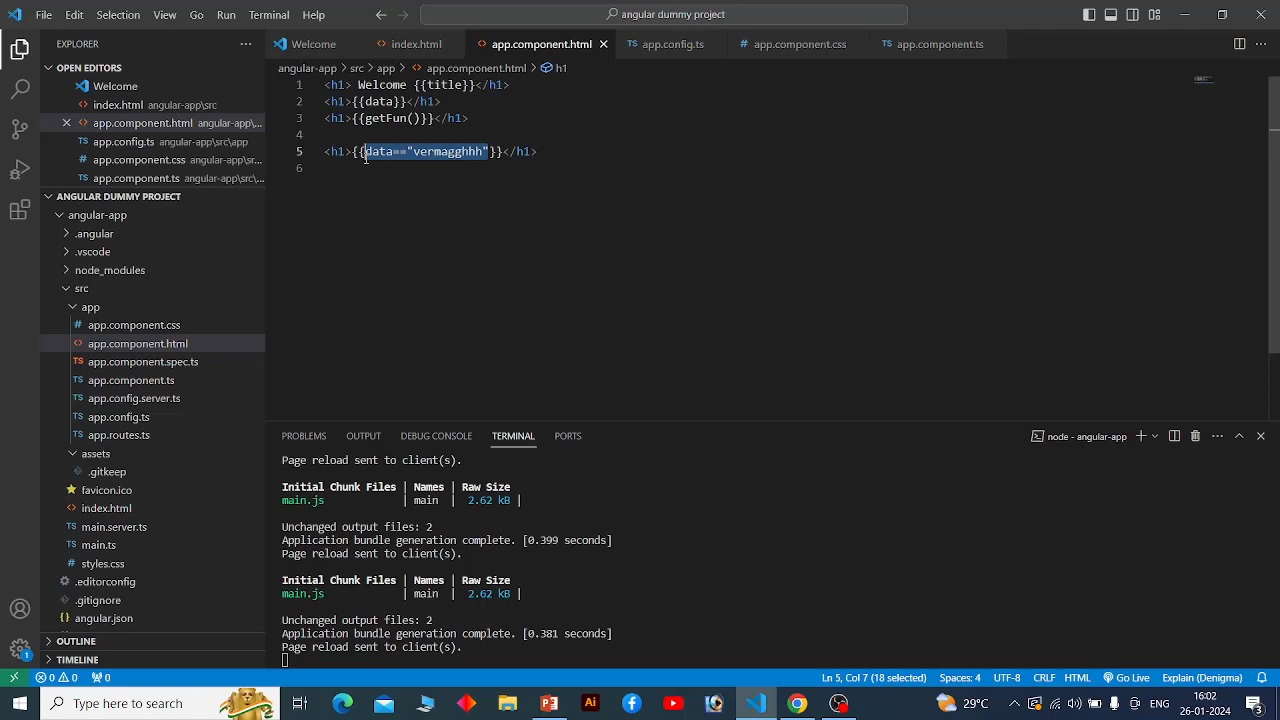 File Edit Selection View Go Run Terminal Help
angular dummy project
EXPLORER
Welcome
index.html
app.component.html
app.config.ts
app.component.css
app.component.ts
OPEN EDITORS
angular-app > src > app > app.component.html > h1
Welcome
index.html angular-app\src
app.component.html angular-app\...
app.config.ts angular-app\src\app
app.component.css angular-app\sr...
app.component.ts angular-app\src\...
1 <h1> Welcome {{title}}</h1>
2 <h1>{{data}}</h1>
3 <h1>{{getFun()}}</h1>
4
5 <h1>{{data=="vermagghhh"}}</h1>
6
ANGULAR DUMMY PROJECT
angular-app
.angular
.vscode
node_modules
src
app
app.component.css
app.component.html
app.component.spec.ts
app.component.ts
app.config.server.ts
app.config.ts
app.routes.ts
assets
.gitkeep
favicon.ico
index.html
main.server.ts
main.ts
styles.css
.editorconfig
.gitignore
angular.json
OUTLINE
TIMELINE
PROBLEMS OUTPUT DEBUG CONSOLE TERMINAL PORTS
node - angular-app
Page reload sent to client(s).
Initial Chunk Files | Names | Raw Size
main.js | main | 2.62 kB |
Unchanged output files: 2
Application bundle generation complete. [0.399 seconds]
Page reload sent to client(s).
Initial Chunk Files | Names | Raw Size
main.js | main | 2.62 kB |
Unchanged output files: 2
Application bundle generation complete. [0.381 seconds]
Page reload sent to client(s).
0 0 0
Ln 5, Col 7 (18 selected) Spaces: 4 UTF-8 CRLF HTML Go Live Explain (Denigma)
1
Type here to search
29°C
ENG
16:02
26-01-2024
3